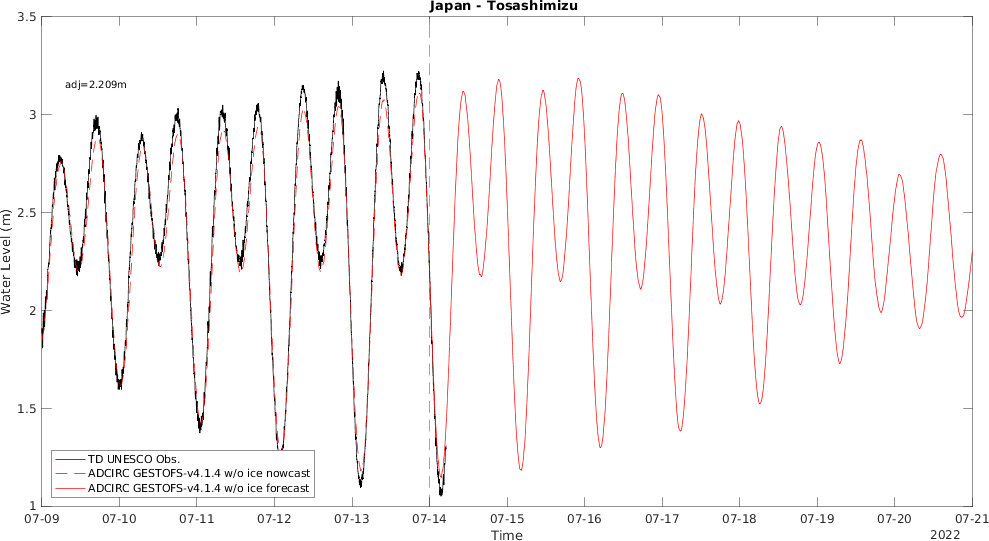 Japan - Tosashimizu
3.5
adj=2.209m
3
2.5
Water Level (m)
2
1.5
TD UNESCO Obs.
ADCIRC GESTOFS-v4.1.4 w/o ice nowcast
ADCIRC GESTOFS-v4.1.4 w/o ice forecast
1
07-09 07-10 07-11 07-12 07-13 07-14 07-15 07-16 07-17 07-18 07-19 07-20 07-21
Time
2022